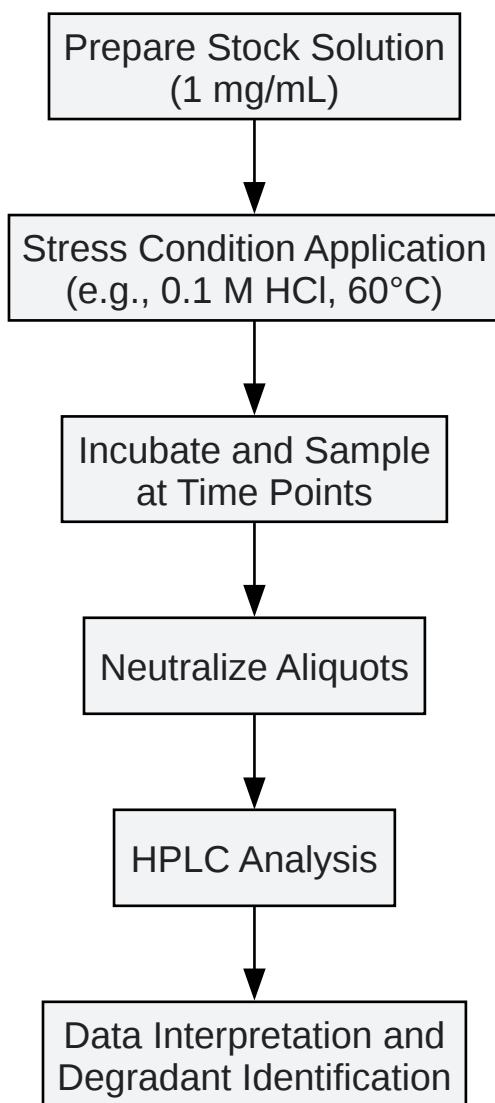 Prepare Stock Solution
(1 mg/mL)
Stress Condition Application
(e.g., 0.1 M HCl, 60°C)
Incubate and Sample
at Time Points
Neutralize Aliquots
HPLC Analysis
Data Interpretation and
Degradant Identification